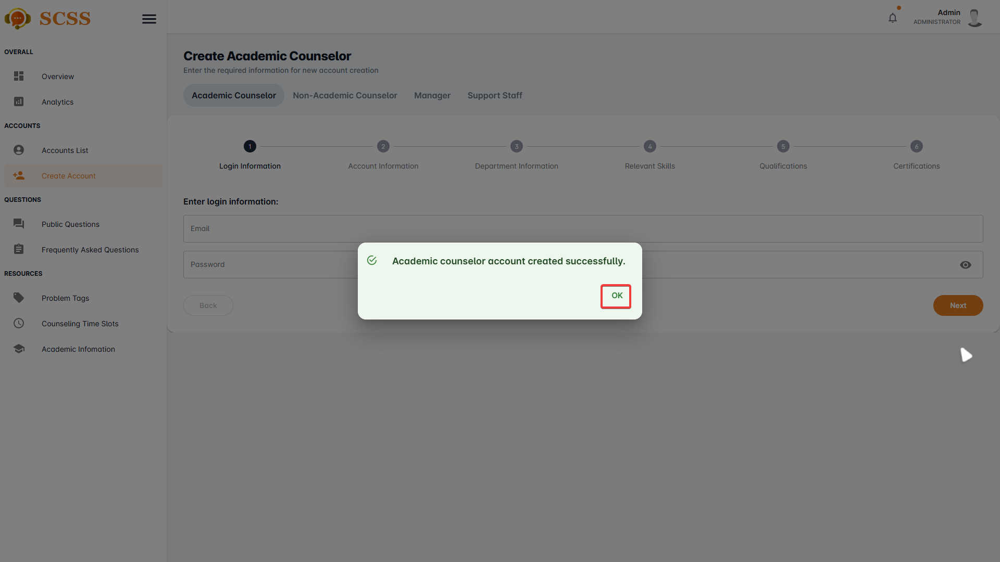 SCSS
Admin
ADMINISTRATOR
OVERALL
Overview
Analytics
ACCOUNTS
Accounts List
Create Account
QUESTIONS
Public Questions
Frequently Asked Questions
RESOURCES
Problem Tags
Counseling Time Slots
Academic Infomation
Create Academic Counselor
Enter the required information for new account creation
Academic Counselor Non-Academic Counselor Manager Support Staff
1 2 3 4 5 6
Login Information Account Information Department Information Relevant Skills Qualifications Certifications
Enter login information:
Email
Password
Back Next
Academic counselor account created successfully.
OK